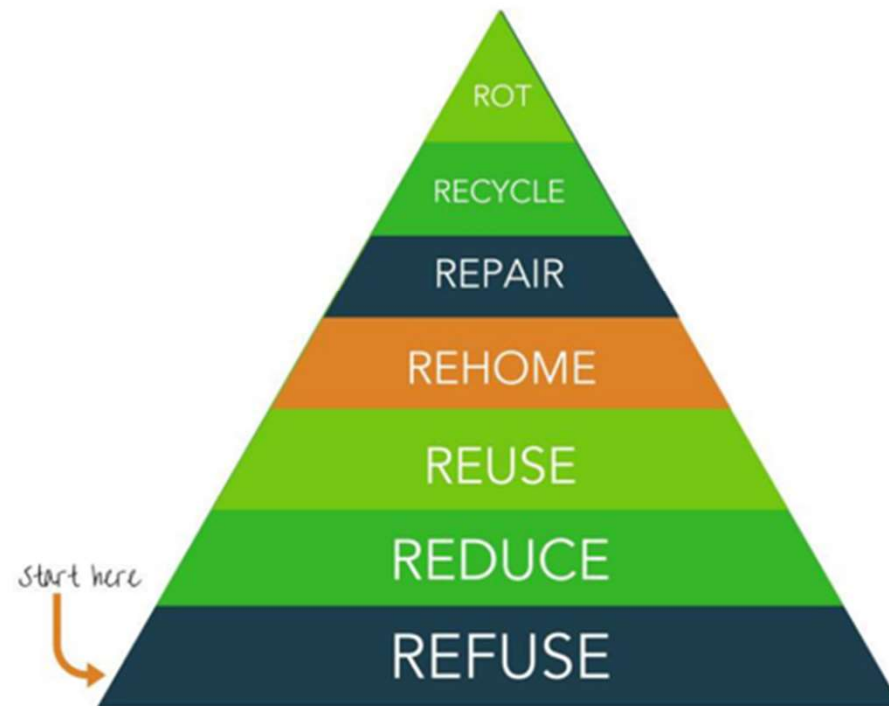 ROT
RECYCLE
REPAIR
REHOME
REUSE
REDUCE
start here
REFUSE